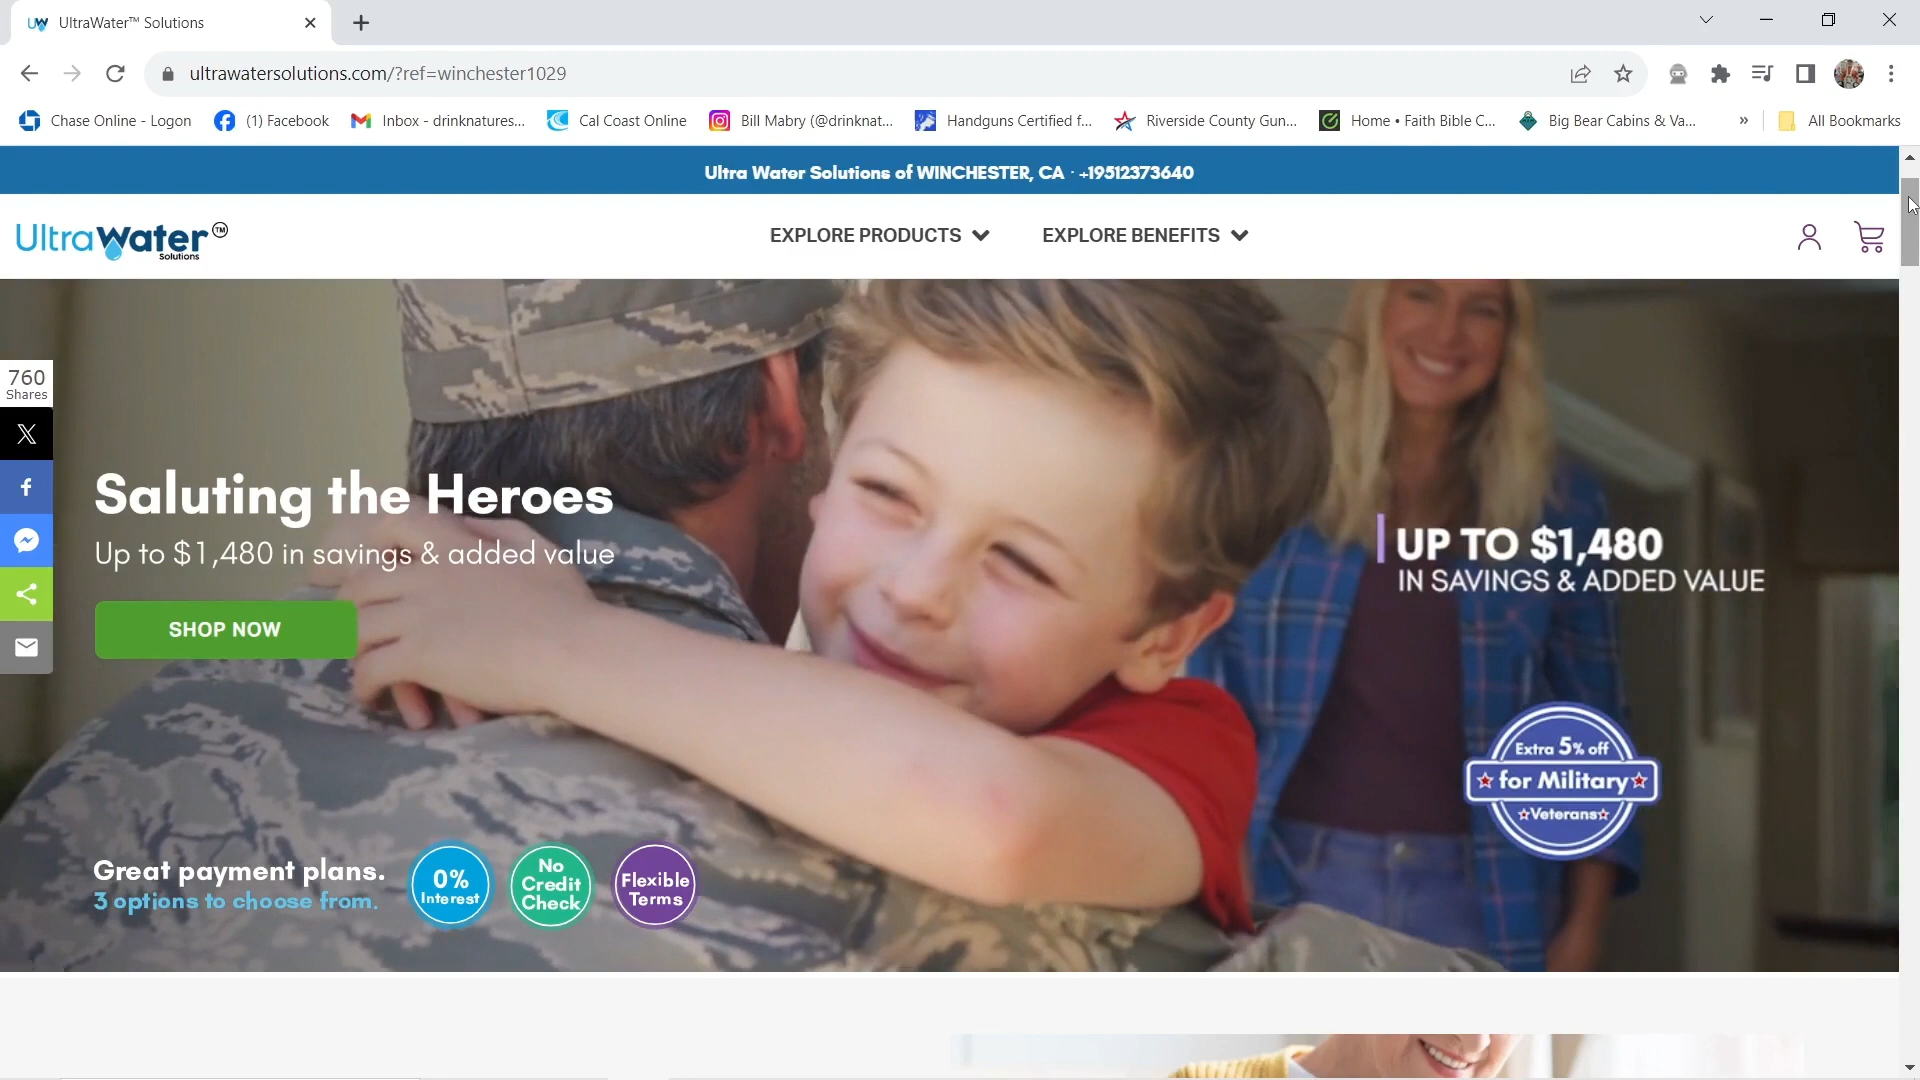 UltraWater™ Solutions
ultrawatersolutions.com/?ref=winchester1029
Chase Online - Logon
(1) Facebook
Inbox - drinknatures...
Cal Coast Online
Bill Mabry (@drinknat...
Handguns Certified f...
Riverside County Gun...
Home • Faith Bible C...
Big Bear Cabins & Va...
»
All Bookmarks
Ultra Water Solutions of WINCHESTER, CA · +19512373640
UltraWater™
Solutions
EXPLORE PRODUCTS
EXPLORE BENEFITS
760
Shares
Saluting the Heroes
Up to $1,480 in savings & added value
SHOP NOW
UP TO $1,480
IN SAVINGS & ADDED VALUE
Extra 5% off
for Military
Veterans
Great payment plans.
3 options to choose from.
0%
Interest
No
Credit
Check
Flexible
Terms